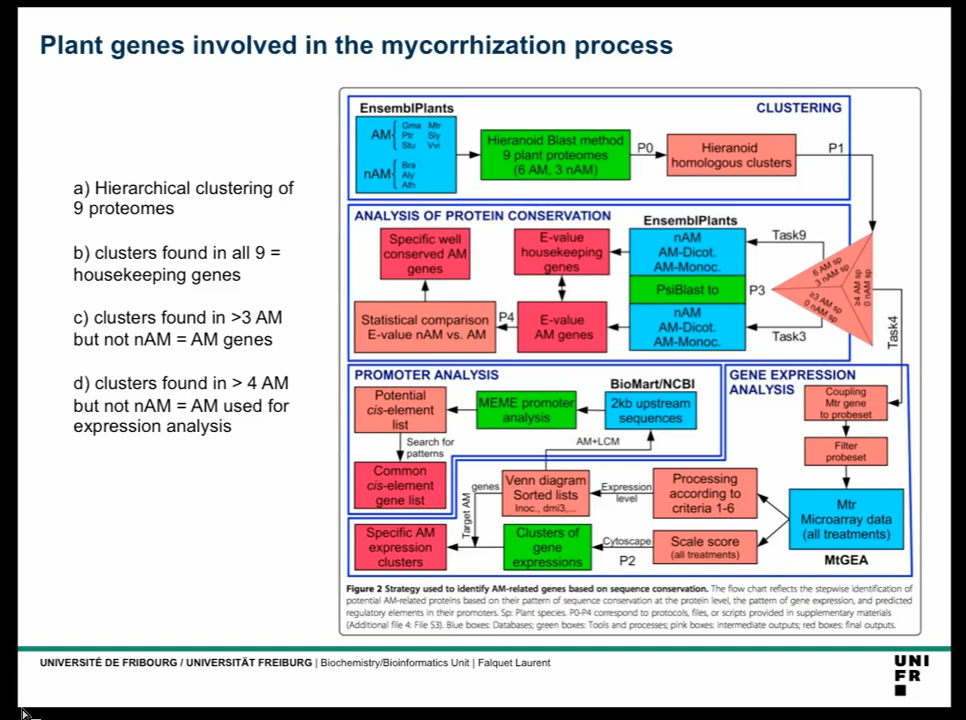 Plant genes involved in the mycorrhization process
a) Hierarchical clustering of
9 proteomes
b) clusters found in all 9 =
housekeeping genes
c) clusters found in >3 AM
but not nAM = AM genes
d) clusters found in > 4 AM
but not nAM = AM used for
expression analysis
EnsemblPlants
CLUSTERING
AM
Gma Mtr
Ptr Sly
Stu Vvi
nAM
Bra
Aly
Ath
Hieranoid Blast method
9 plant proteomes
(6 AM, 3 nAM)
P0
Hieranoid
homologous clusters
P1
ANALYSIS OF PROTEIN CONSERVATION
EnsemblPlants
Specific well
conserved AM
genes
E-value
housekeeping
genes
nAM
AM-Dicot.
AM-Monoc.
Task9
PsiBlast to
P3
6 AM sp
3 nAM sp
≥4 AM sp
0 nAM sp
≥3 AM sp
0 nAM sp
Statistical comparison
E-value nAM vs. AM
P4
E-value
AM genes
nAM
AM-Dicot.
AM-Monoc.
Task3
Task4
PROMOTER ANALYSIS
BioMart/NCBI
GENE EXPRESSION
ANALYSIS
Potential
cis-element
list
MEME promoter
analysis
2kb upstream
sequences
Coupling
Mtr gene
to probeset
Search for
patterns
AM+LCM
Filter
probeset
Common
cis-element
gene list
genes
Target AM
Venn diagram
Sorted lists
Inoc., dmi3,...
Expression
level
Processing
according to
criteria 1-6
Mtr
Microarray data
(all treatments)
Specific AM
expression
clusters
Clusters of
gene
expressions
Cytoscape
P2
Scale score
(all treatments)
MtGEA
Figure 2 Strategy used to identify AM-related genes based on sequence conservation. The flow chart reflects the stepwise identification of
potential AM-related proteins based on their pattern of sequence conservation at the protein level, the pattern of gene expression, and predicted
regulatory elements in their promoters. Sp: Plant species. P0-P4 correspond to protocols, files, or scripts provided in supplementary materials
(Additional file 4: File S3). Blue boxes: Databases; green boxes: Tools and processes; pink boxes: intermediate outputs; red boxes: final outputs.
UNIVERSITÉ DE FRIBOURG / UNIVERSITÄT FREIBURG | Biochemistry/Bioinformatics Unit | Falquet Laurent
UNI
FR